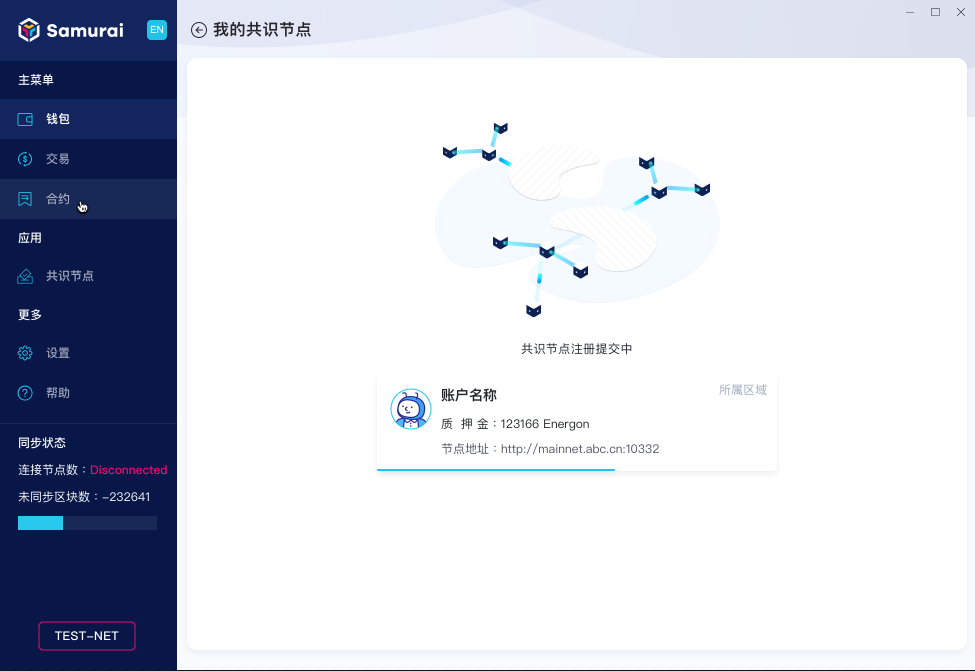 Samurai
EN
主菜单
钱包
交易
合约
应用
共识节点
更多
设置
帮助
同步状态
连接节点数：Disconnected
未同步区块数：-232641
TEST-NET
我的共识节点
共识节点注册提交中
账户名称
所属区域
质 押 金：123166 Energon
节点地址：http://mainnet.abc.cn:10332